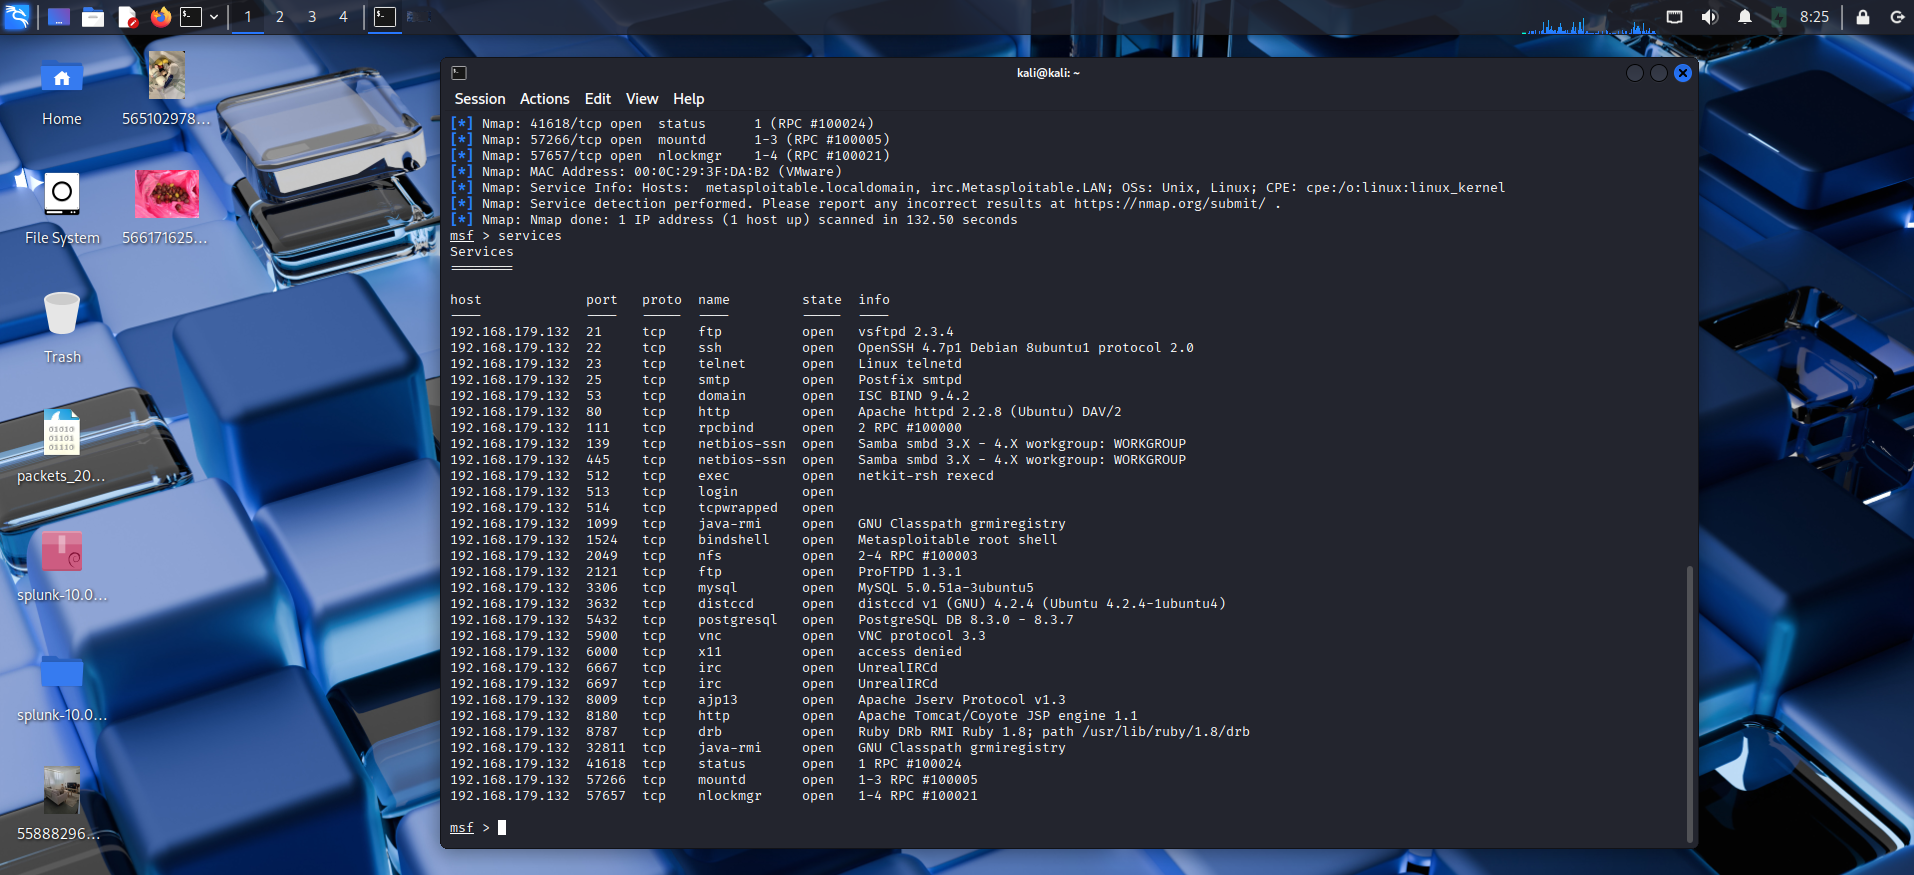 1 2 3 4
8:25
Home
565102978...
File System
566171625...
Trash
01010
01101
01110
packets_20...
splunk-10.0...
splunk-10.0...
55888296...
kali@kali: ~
Session Actions Edit View Help
[*] Nmap: 41618/tcp open  status      1 (RPC #100024)
[*] Nmap: 57266/tcp open  mountd      1-3 (RPC #100005)
[*] Nmap: 57657/tcp open  nlockmgr    1-4 (RPC #100021)
[*] Nmap: MAC Address: 00:0C:29:3F:DA:B2 (VMware)
[*] Nmap: Service Info: Hosts:  metasploitable.localdomain, irc.Metasploitable.LAN; OSs: Unix, Linux; CPE: cpe:/o:linux:linux_kernel
[*] Nmap: Service detection performed. Please report any incorrect results at https://nmap.org/submit/ .
[*] Nmap: Nmap done: 1 IP address (1 host up) scanned in 132.50 seconds
msf > services
Services
========
host             port   proto  name         state  info
----             ----   -----  ----         -----  ----
192.168.179.132  21     tcp    ftp          open   vsftpd 2.3.4
192.168.179.132  22     tcp    ssh          open   OpenSSH 4.7p1 Debian 8ubuntu1 protocol 2.0
192.168.179.132  23     tcp    telnet       open   Linux telnetd
192.168.179.132  25     tcp    smtp         open   Postfix smtpd
192.168.179.132  53     tcp    domain       open   ISC BIND 9.4.2
192.168.179.132  80     tcp    http         open   Apache httpd 2.2.8 (Ubuntu) DAV/2
192.168.179.132  111    tcp    rpcbind      open   2 RPC #100000
192.168.179.132  139    tcp    netbios-ssn  open   Samba smbd 3.X - 4.X workgroup: WORKGROUP
192.168.179.132  445    tcp    netbios-ssn  open   Samba smbd 3.X - 4.X workgroup: WORKGROUP
192.168.179.132  512    tcp    exec         open   netkit-rsh rexecd
192.168.179.132  513    tcp    login        open
192.168.179.132  514    tcp    tcpwrapped   open
192.168.179.132  1099   tcp    java-rmi     open   GNU Classpath grmiregistry
192.168.179.132  1524   tcp    bindshell    open   Metasploitable root shell
192.168.179.132  2049   tcp    nfs          open   2-4 RPC #100003
192.168.179.132  2121   tcp    ftp          open   ProFTPD 1.3.1
192.168.179.132  3306   tcp    mysql        open   MySQL 5.0.51a-3ubuntu5
192.168.179.132  3632   tcp    distccd      open   distccd v1 (GNU) 4.2.4 (Ubuntu 4.2.4-1ubuntu4)
192.168.179.132  5432   tcp    postgresql   open   PostgreSQL DB 8.3.0 - 8.3.7
192.168.179.132  5900   tcp    vnc          open   VNC protocol 3.3
192.168.179.132  6000   tcp    x11          open   access denied
192.168.179.132  6667   tcp    irc          open   UnrealIRCd
192.168.179.132  6697   tcp    irc          open   UnrealIRCd
192.168.179.132  8009   tcp    ajp13        open   Apache Jserv Protocol v1.3
192.168.179.132  8180   tcp    http         open   Apache Tomcat/Coyote JSP engine 1.1
192.168.179.132  8787   tcp    drb          open   Ruby DRb RMI Ruby 1.8; path /usr/lib/ruby/1.8/drb
192.168.179.132  32811  tcp    java-rmi     open   GNU Classpath grmiregistry
192.168.179.132  41618  tcp    status       open   1 RPC #100024
192.168.179.132  57266  tcp    mountd       open   1-3 RPC #100005
192.168.179.132  57657  tcp    nlockmgr     open   1-4 RPC #100021
msf >